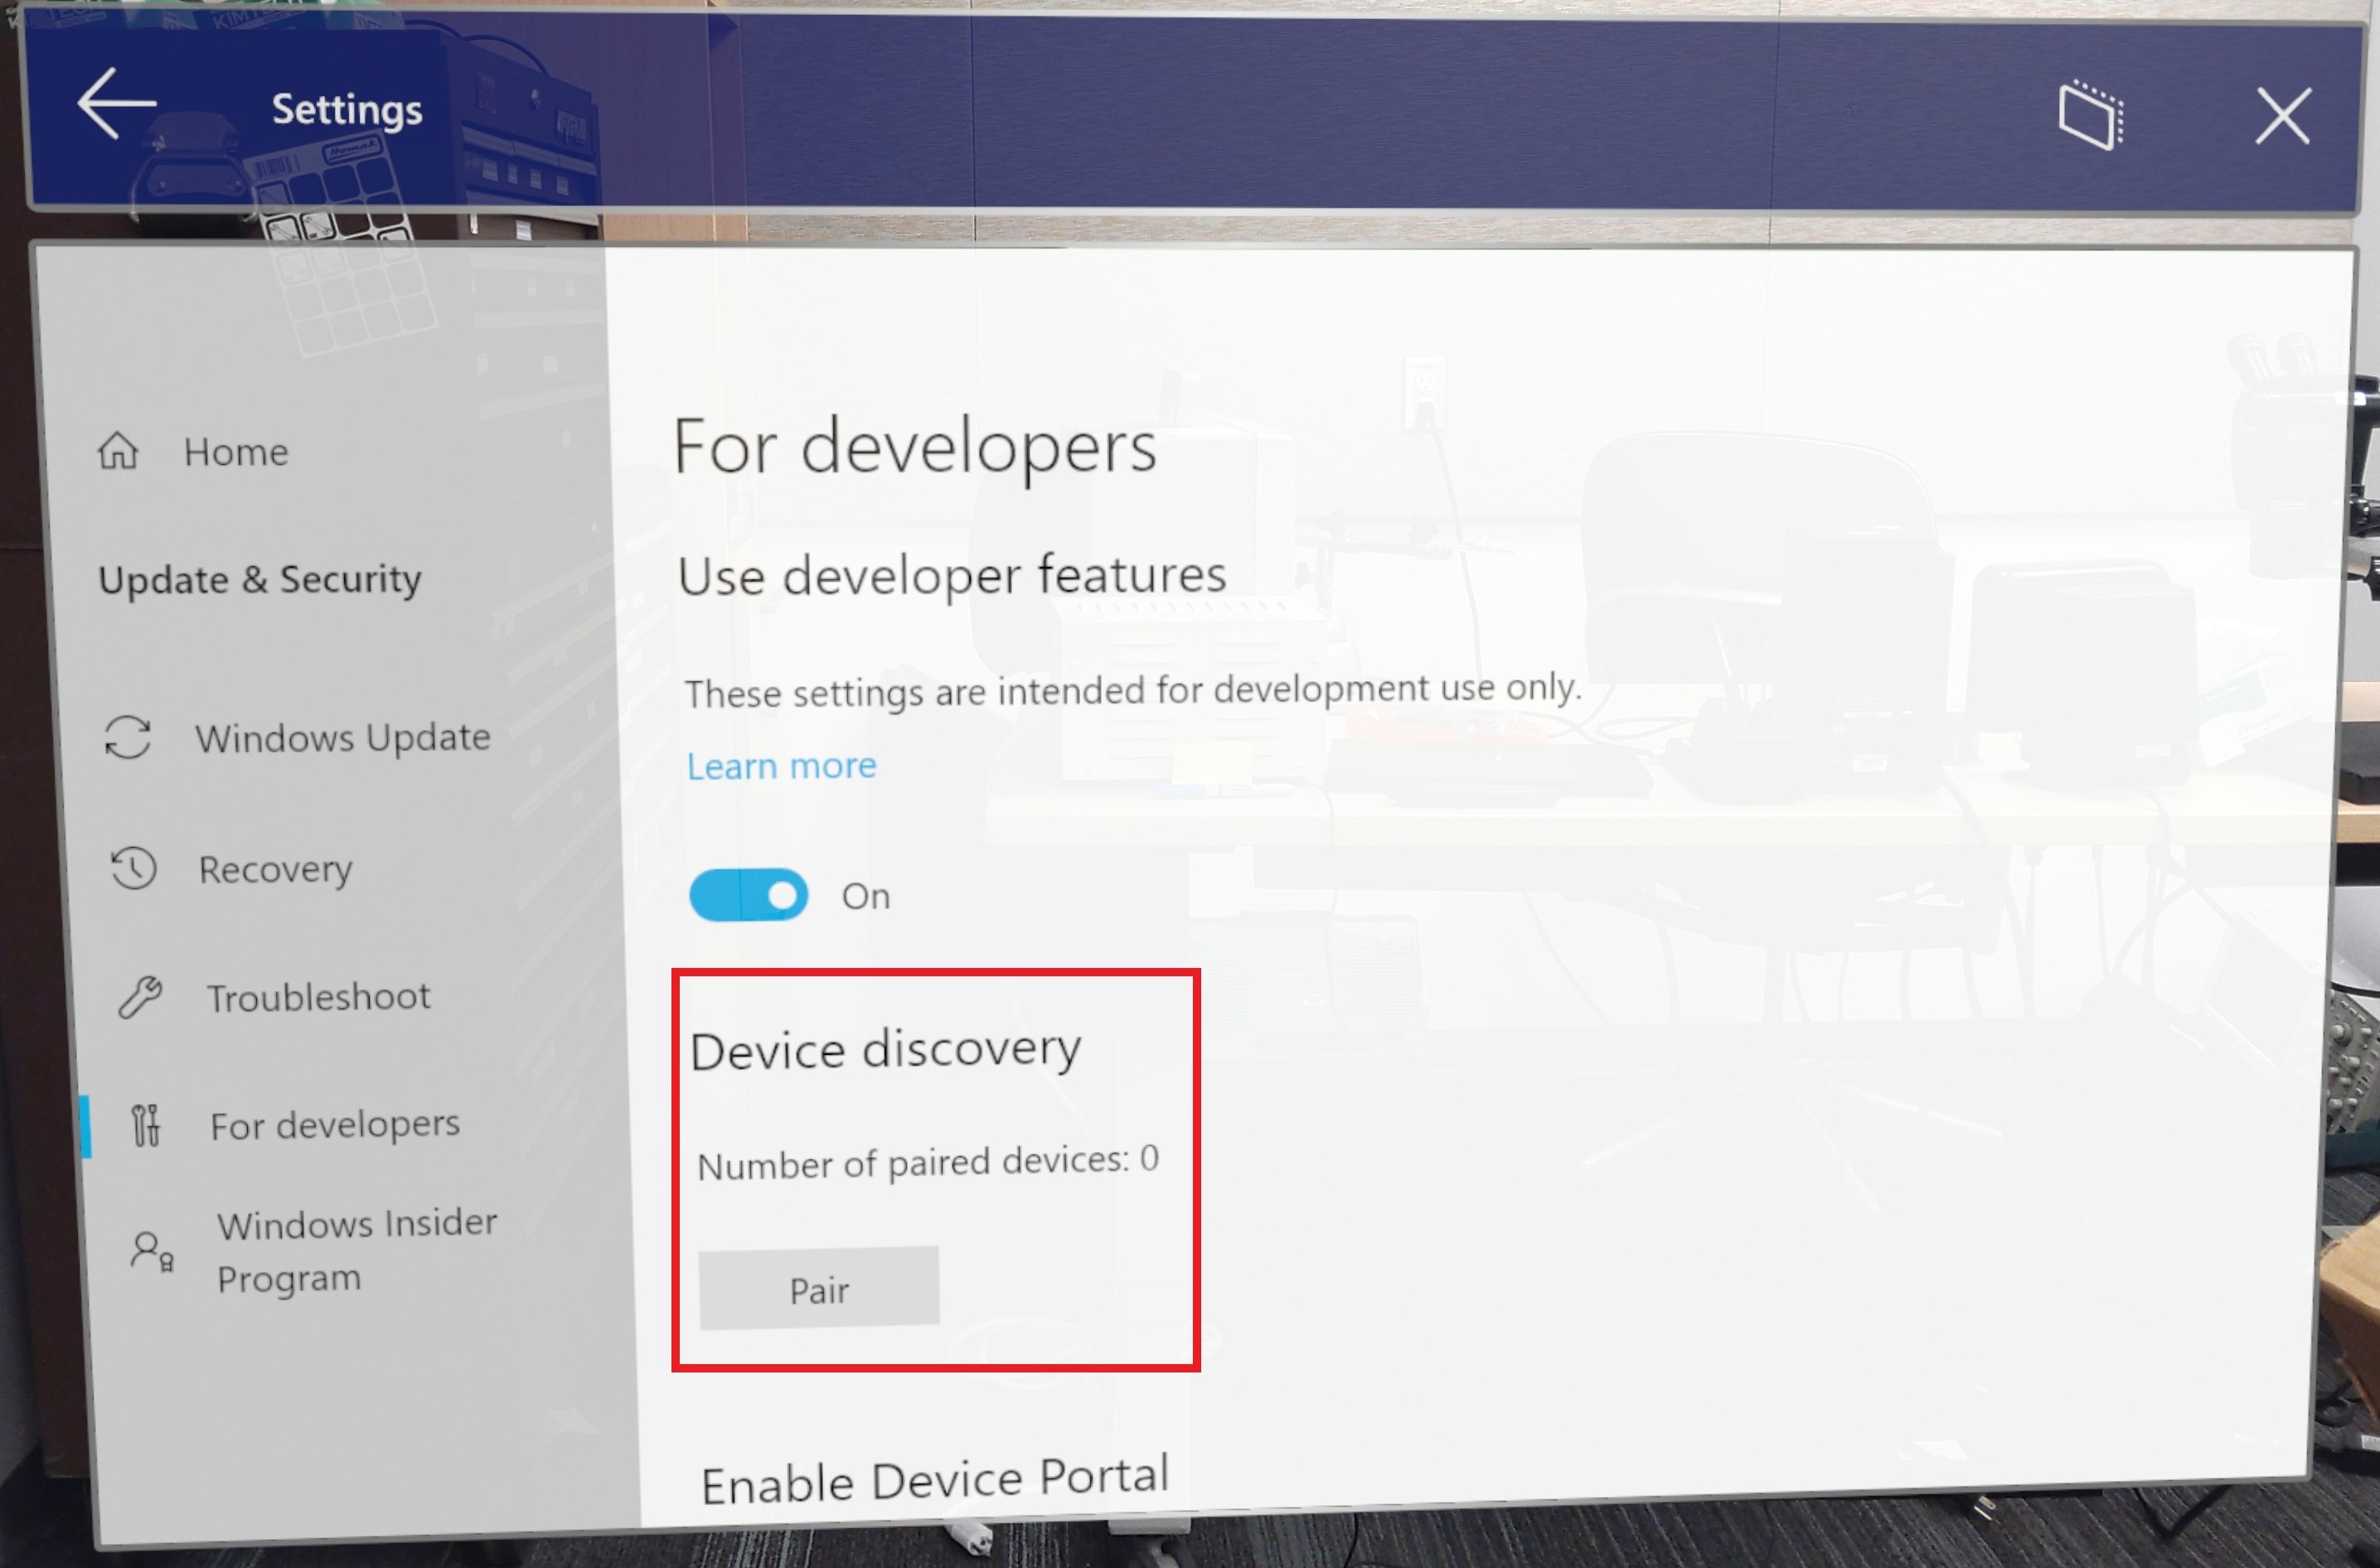 KIMTECH
Settings
Home
Update & Security
Windows Update
Recovery
Troubleshoot
For developers
Windows Insider
Program
For developers
Use developer features
These settings are intended for development use only.
Learn more
On
Device discovery
Number of paired devices: 0
Pair
Enable Device Portal